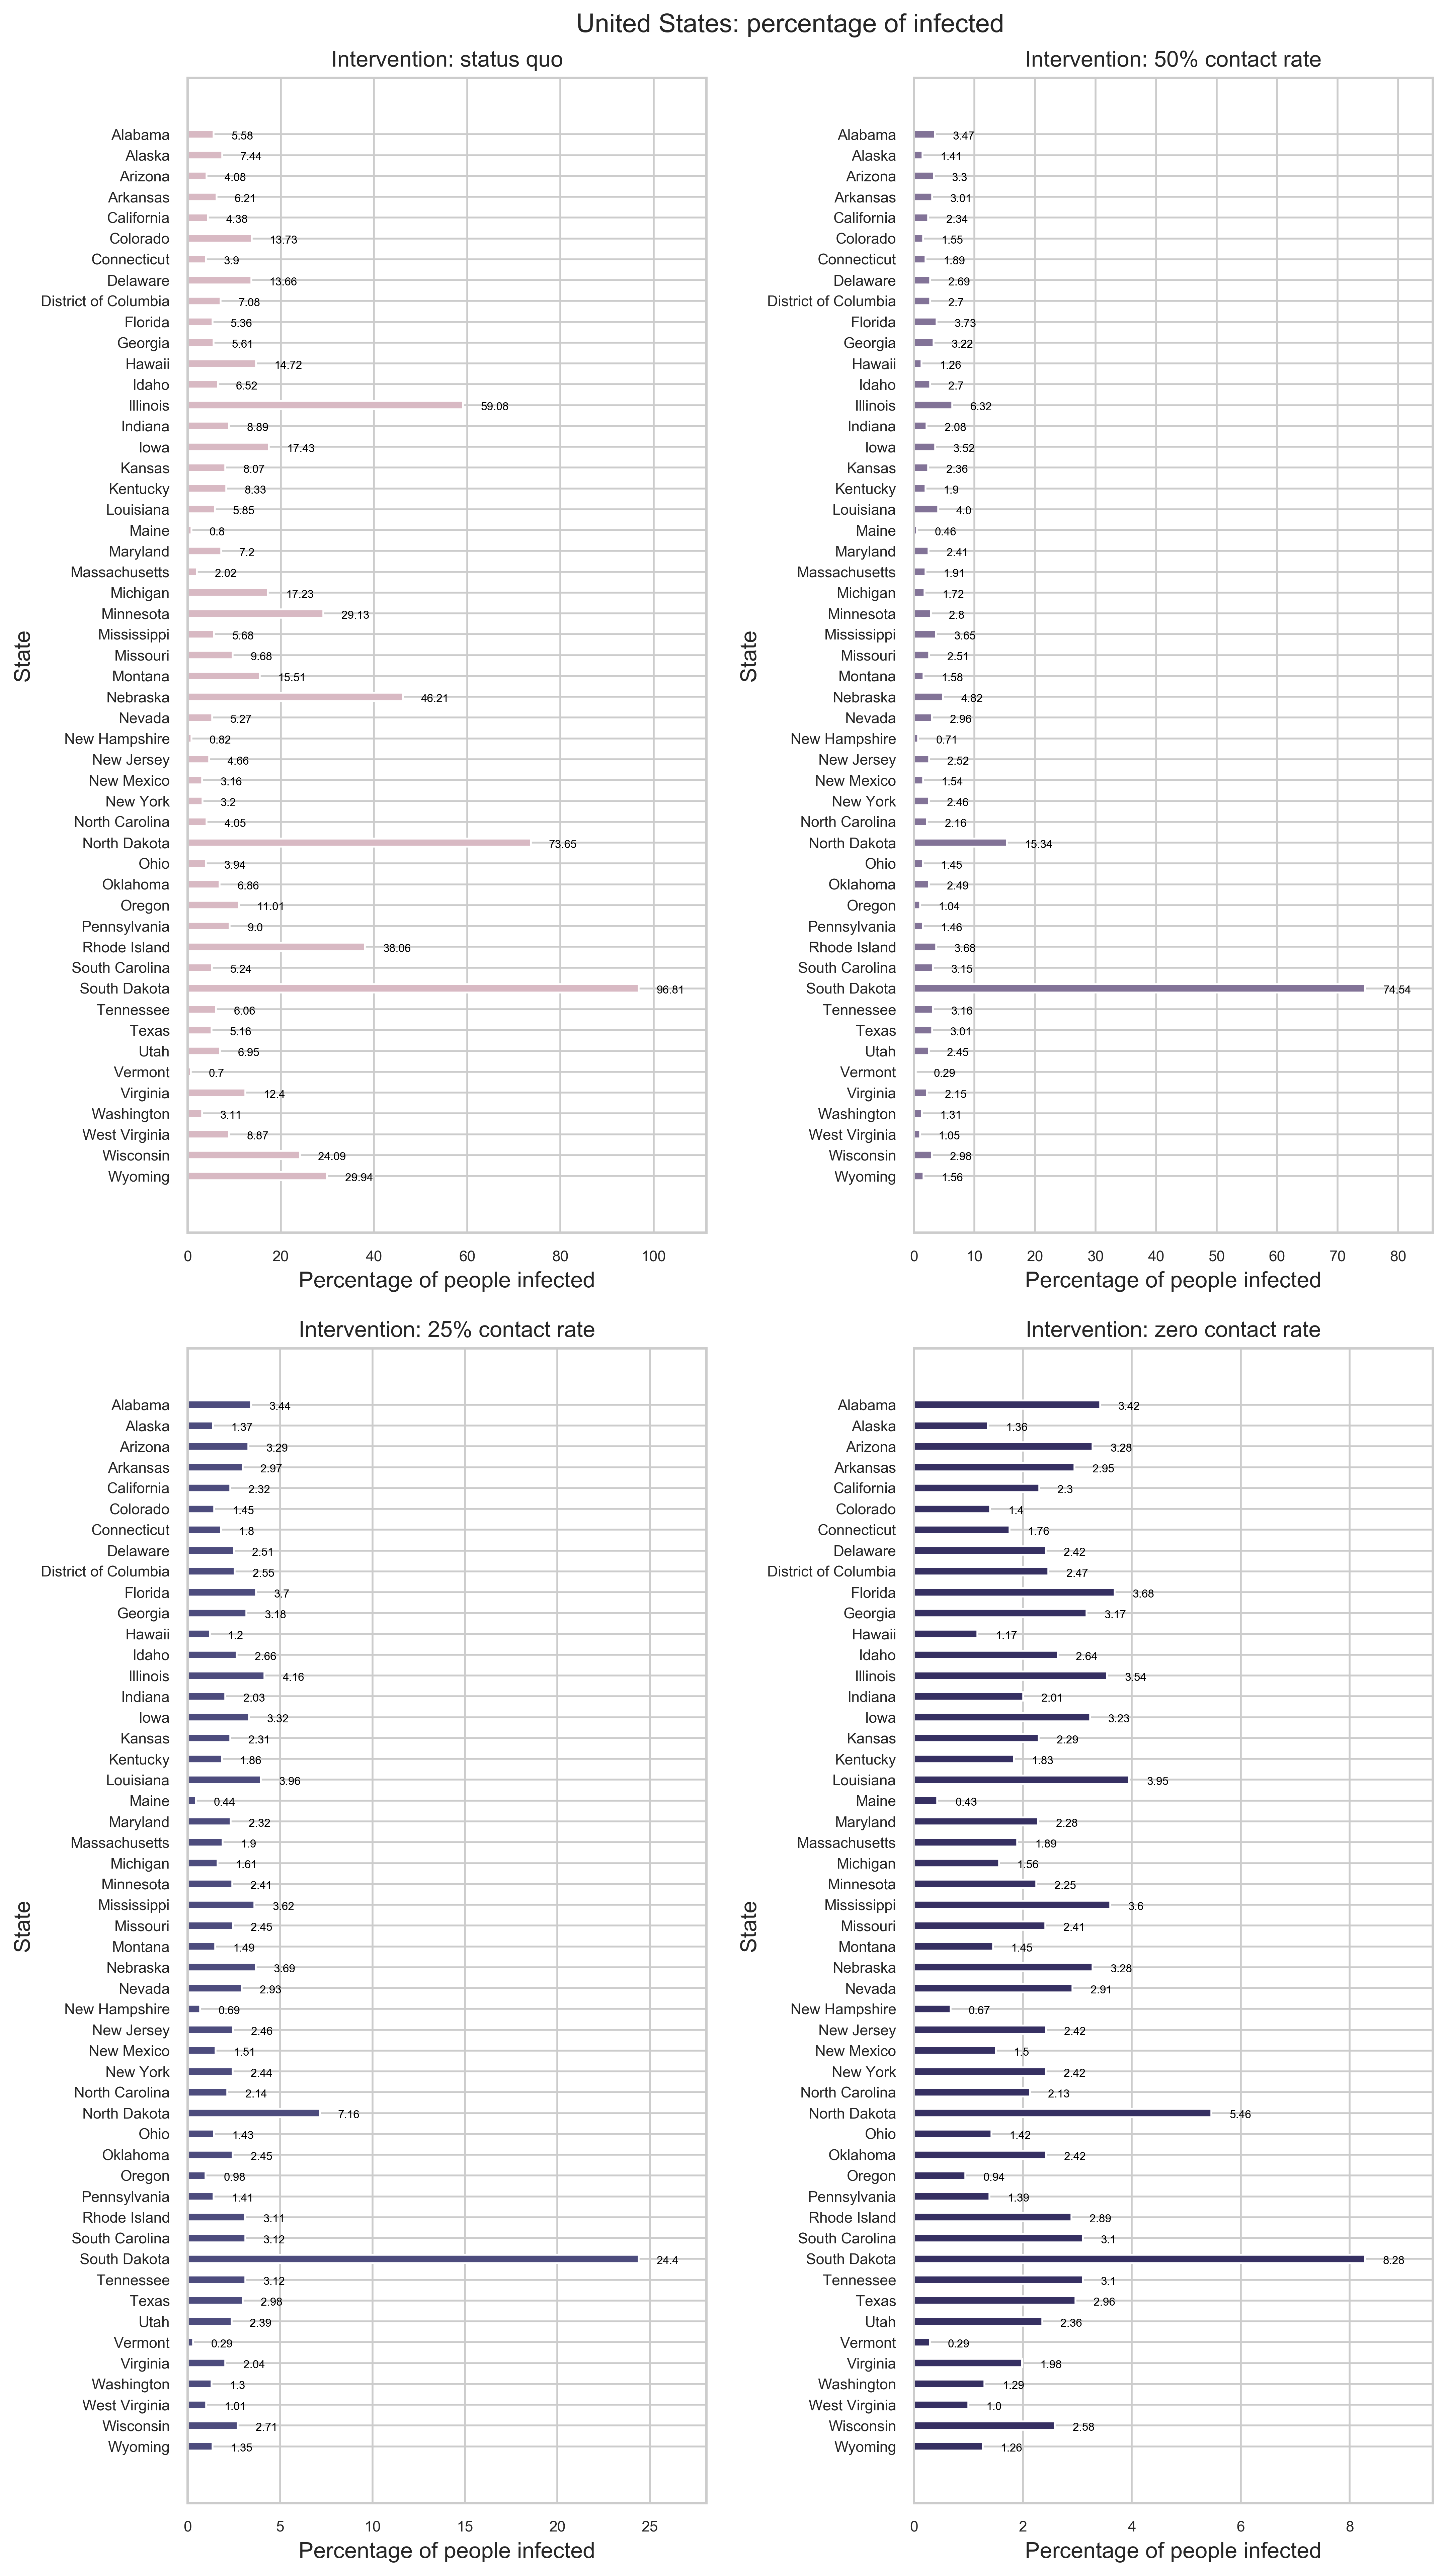 United States: percentage of infected
Intervention: status quo
Alabama 5.58
Alaska 7.44
Arizona 4.08
Arkansas 6.21
California 4.38
Colorado 13.73
Connecticut 3.9
Delaware 13.66
District of Columbia 7.08
Florida 5.36
Georgia 5.61
Hawaii 14.72
Idaho 6.52
Illinois 59.08
Indiana 8.89
Iowa 17.43
Kansas 8.07
Kentucky 8.33
Louisiana 5.85
Maine 0.8
Maryland 7.2
Massachusetts 2.02
Michigan 17.23
Minnesota 29.13
Mississippi 5.68
Missouri 9.68
Montana 15.51
Nebraska 46.21
Nevada 5.27
New Hampshire 0.82
New Jersey 4.66
New Mexico 3.16
New York 3.2
North Carolina 4.05
North Dakota 73.65
Ohio 3.94
Oklahoma 6.86
Oregon 11.01
Pennsylvania 9.0
Rhode Island 38.06
South Carolina 5.24
South Dakota 96.81
Tennessee 6.06
Texas 5.16
Utah 6.95
Vermont 0.7
Virginia 12.4
Washington 3.11
West Virginia 8.87
Wisconsin 24.09
Wyoming 29.94
State
0 20 40 60 80 100
Percentage of people infected
Intervention: 50% contact rate
Alabama 3.47
Alaska 1.41
Arizona 3.3
Arkansas 3.01
California 2.34
Colorado 1.55
Connecticut 1.89
Delaware 2.69
District of Columbia 2.7
Florida 3.73
Georgia 3.22
Hawaii 1.26
Idaho 2.7
Illinois 6.32
Indiana 2.08
Iowa 3.52
Kansas 2.36
Kentucky 1.9
Louisiana 4.0
Maine 0.46
Maryland 2.41
Massachusetts 1.91
Michigan 1.72
Minnesota 2.8
Mississippi 3.65
Missouri 2.51
Montana 1.58
Nebraska 4.82
Nevada 2.96
New Hampshire 0.71
New Jersey 2.52
New Mexico 1.54
New York 2.46
North Carolina 2.16
North Dakota 15.34
Ohio 1.45
Oklahoma 2.49
Oregon 1.04
Pennsylvania 1.46
Rhode Island 3.68
South Carolina 3.15
South Dakota 74.54
Tennessee 3.16
Texas 3.01
Utah 2.45
Vermont 0.29
Virginia 2.15
Washington 1.31
West Virginia 1.05
Wisconsin 2.98
Wyoming 1.56
State
0 10 20 30 40 50 60 70 80
Percentage of people infected
Intervention: 25% contact rate
Alabama 3.44
Alaska 1.37
Arizona 3.29
Arkansas 2.97
California 2.32
Colorado 1.45
Connecticut 1.8
Delaware 2.51
District of Columbia 2.55
Florida 3.7
Georgia 3.18
Hawaii 1.2
Idaho 2.66
Illinois 4.16
Indiana 2.03
Iowa 3.32
Kansas 2.31
Kentucky 1.86
Louisiana 3.96
Maine 0.44
Maryland 2.32
Massachusetts 1.9
Michigan 1.61
Minnesota 2.41
Mississippi 3.62
Missouri 2.45
Montana 1.49
Nebraska 3.69
Nevada 2.93
New Hampshire 0.69
New Jersey 2.46
New Mexico 1.51
New York 2.44
North Carolina 2.14
North Dakota 7.16
Ohio 1.43
Oklahoma 2.45
Oregon 0.98
Pennsylvania 1.41
Rhode Island 3.11
South Carolina 3.12
South Dakota 24.4
Tennessee 3.12
Texas 2.98
Utah 2.39
Vermont 0.29
Virginia 2.04
Washington 1.3
West Virginia 1.01
Wisconsin 2.71
Wyoming 1.35
State
0 5 10 15 20 25
Percentage of people infected
Intervention: zero contact rate
Alabama 3.42
Alaska 1.36
Arizona 3.28
Arkansas 2.95
California 2.3
Colorado 1.4
Connecticut 1.76
Delaware 2.42
District of Columbia 2.47
Florida 3.68
Georgia 3.17
Hawaii 1.17
Idaho 2.64
Illinois 3.54
Indiana 2.01
Iowa 3.23
Kansas 2.29
Kentucky 1.83
Louisiana 3.95
Maine 0.43
Maryland 2.28
Massachusetts 1.89
Michigan 1.56
Minnesota 2.25
Mississippi 3.6
Missouri 2.41
Montana 1.45
Nebraska 3.28
Nevada 2.91
New Hampshire 0.67
New Jersey 2.42
New Mexico 1.5
New York 2.42
North Carolina 2.13
North Dakota 5.46
Ohio 1.42
Oklahoma 2.42
Oregon 0.94
Pennsylvania 1.39
Rhode Island 2.89
South Carolina 3.1
South Dakota 8.28
Tennessee 3.1
Texas 2.96
Utah 2.36
Vermont 0.29
Virginia 1.98
Washington 1.29
West Virginia 1.0
Wisconsin 2.58
Wyoming 1.26
State
0 2 4 6 8
Percentage of people infected